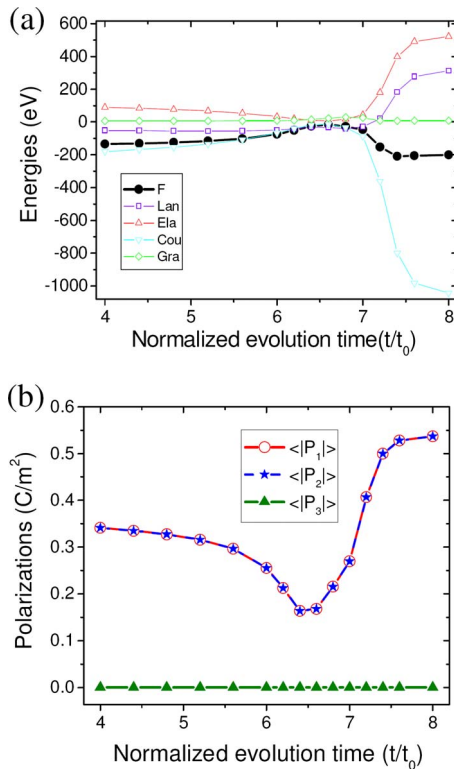 (a)
600
400
200
0
-200
-400
-600
-800
-1000
Energies (eV)
F
Lan
Ela
Cou
Gra
4 5 6 7 8
Normalized evolution time(t/t₀)
(b)
0.6
0.5
0.4
0.3
0.2
0.1
0.0
Polarizations (C/m²)
<|P₁|>
<|P₂|>
<|P₃|>
4 5 6 7 8
Normalized evolution time (t/t₀)